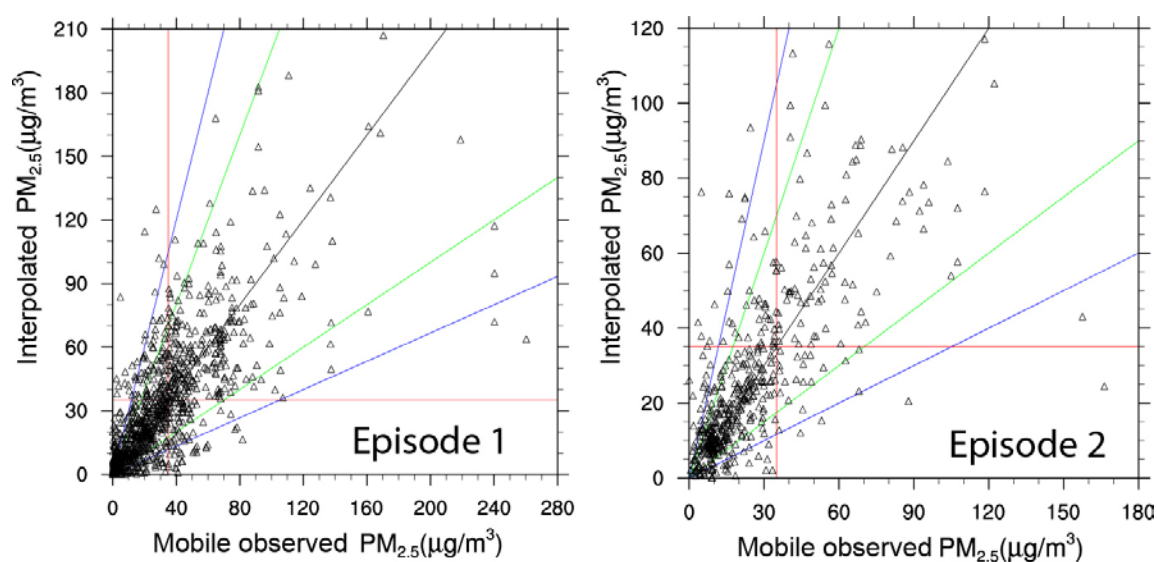 210
180
150
120
90
60
30
0
Interpolated PM2.5(μg/m3)
Episode 1
0 40 80 120 160 200 240 280
Mobile observed PM2.5(μg/m3)
120
100
80
60
40
20
0
Interpolated PM2.5(μg/m3)
Episode 2
0 30 60 90 120 150 180
Mobile observed PM2.5(μg/m3)